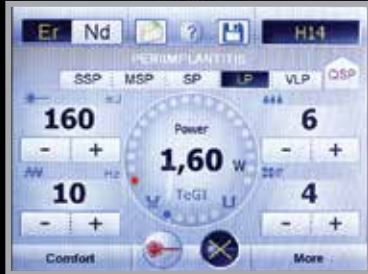 Er Nd ? H14
PERIIMPLANTITIS
SSP MSP SP LP VLP QSP
mJ
160 Power 6
- + 1,60 W - +
Hz
10 TeG1 4
- + - +
Comfort More